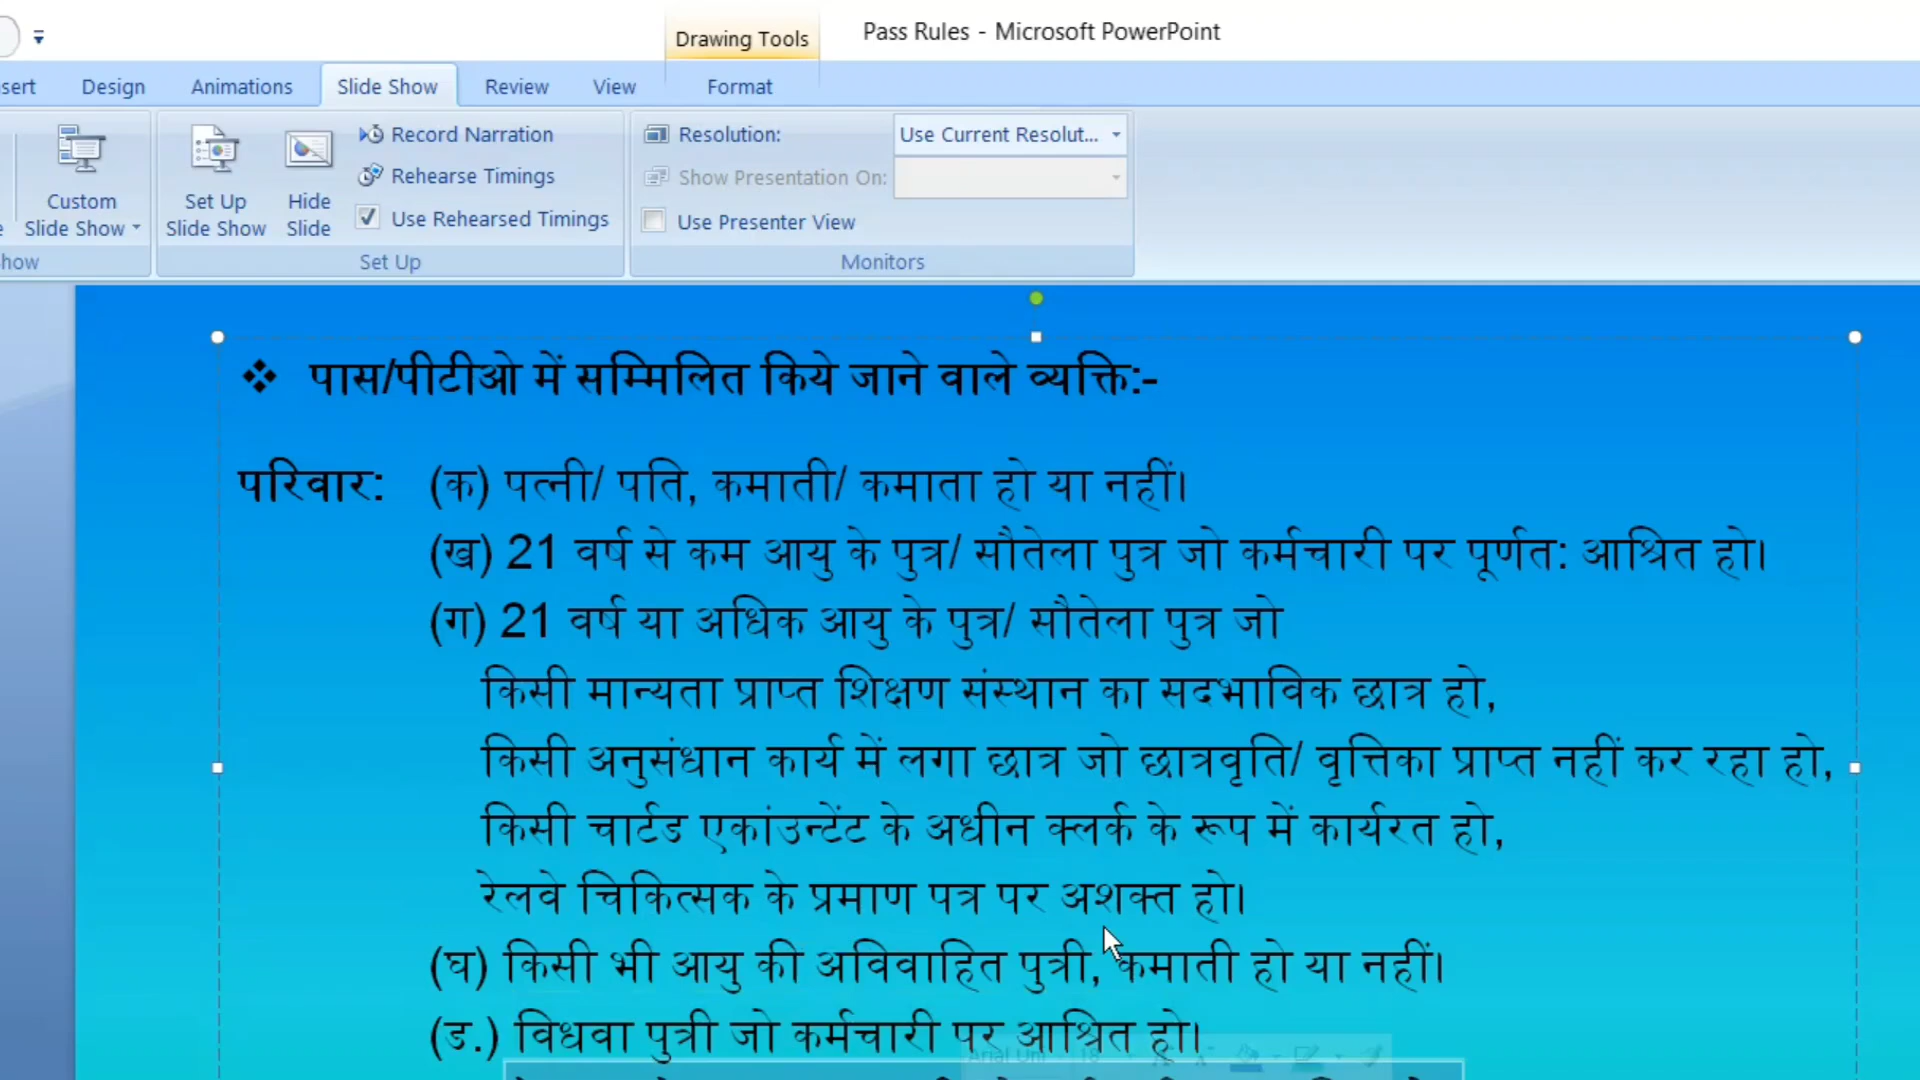 Drawing Tools
Pass Rules - Microsoft PowerPoint
sert Design Animations Slide Show Review View Format
Custom Slide Show
Set Up Slide Show
Hide Slide
Record Narration
Rehearse Timings
Use Rehearsed Timings
Resolution: Use Current Resolut...
Show Presentation On:
Use Presenter View
how Set Up Monitors
❖ पास/पीटीओ में सम्मिलित किये जाने वाले व्यक्ति:-
परिवार: (क) पत्नी/ पति, कमाती/ कमाता हो या नहीं।
(ख) 21 वर्ष से कम आयु के पुत्र/ सौतेला पुत्र जो कर्मचारी पर पूर्णत: आश्रित हो।
(ग) 21 वर्ष या अधिक आयु के पुत्र/ सौतेला पुत्र जो
किसी मान्यता प्राप्त शिक्षण संस्थान का सदभाविक छात्र हो,
किसी अनुसंधान कार्य में लगा छात्र जो छात्रवृति/ वृत्तिका प्राप्त नहीं कर रहा हो,
किसी चार्टड एकांउन्टेंट के अधीन क्लर्क के रूप में कार्यरत हो,
रेलवे चिकित्सक के प्रमाण पत्र पर अशक्त हो।
(घ) किसी भी आयु की अविवाहित पुत्री, कमाती हो या नहीं।
(ड.) विधवा पुत्री जो कर्मचारी पर आश्रित हो।
Arial Uni 18